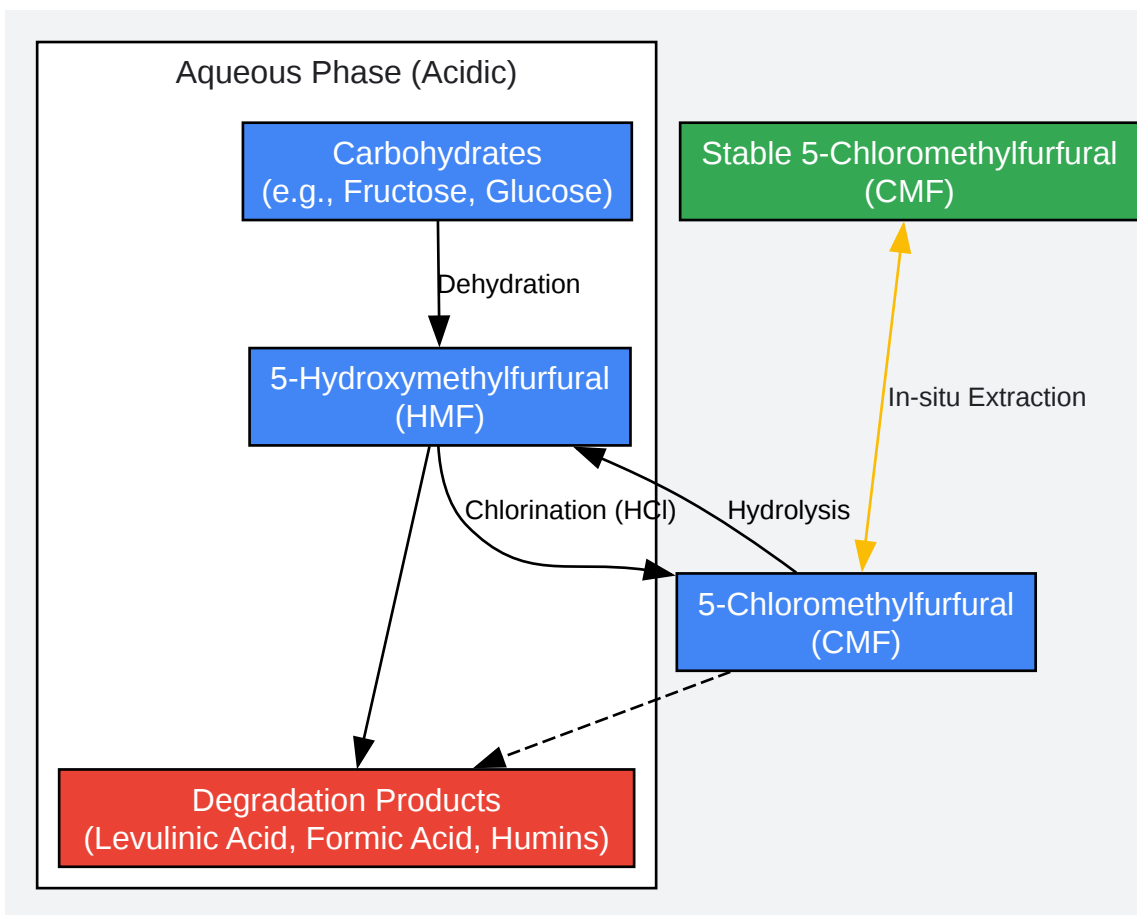 Aqueous Phase (Acidic)
Carbohydrates
(e.g., Fructose, Glucose)
Stable 5-Chloromethylfurfural
(CMF)
Dehydration
5-Hydroxymethylfurfural
(HMF)
In-situ Extraction
Chlorination (HCl)
Hydrolysis
5-Chloromethylfurfural
(CMF)
Degradation Products
(Levulinic Acid, Formic Acid, Humins)